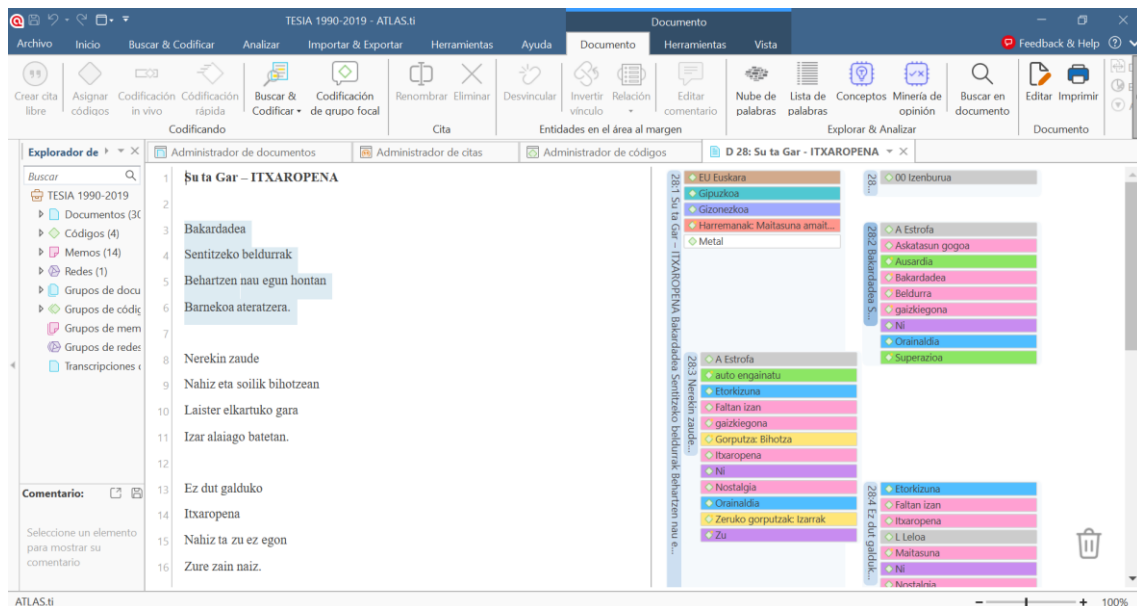 TESIA 1990-2019 - ATLAS.ti
Documento
Archivo
Inicio
Buscar & Codificar
Analizar
Importar & Exportar
Herramientas
Ayuda
Documento
Herramientas
Vista
Feedback & Help
Crear cita libre
Asignar códigos
Codificación in vivo
Códificación rápida
Buscar & Codificar
Codificación de grupo focal
Renombrar
Eliminar
Desvincular
Invertir vínculo
Relación
Editar comentario
Nube de palabras
Lista de palabras
Conceptos
Minería de opinión
Buscar en documento
Editar
Imprimir
Codificando
Cita
Entidades en el área al margen
Explorar & Analizar
Documento
Explorador de
Administrador de documentos
Administrador de citas
Administrador de códigos
D 28: Su ta Gar - ITXAROPENA
Buscar
TESIA 1990-2019
Documentos (30
Códigos (4)
Memos (14)
Redes (1)
Grupos de docu
Grupos de códig
Grupos de mem
Grupos de redes
Transcripciones
Comentario:
Seleccione un elemento
para mostrar su
comentario
1 Su ta Gar – ITXAROPENA
2
3 Bakardadea
4 Sentitzeko beldurrak
5 Behartzen nau egun hontan
6 Barnekoa ateratzera.
7
8 Nerekin zaude
9 Nahiz eta soilik bihotzean
10 Laister elkartuko gara
11 Izar alaiago batetan.
12
13 Ez dut galduko
14 Itxaropena
15 Nahiz ta zu ez egon
16 Zure zain naiz.
28:1 Su ta Gar – ITXAROPENA Bakardadea Sentitzeko beldurrak Behartzen nau e...
EU Euskara
Gipuzkoa
Gizonezkoa
Harremanak: Maitasuna amait...
Metal
28:3 Nerekin zaude...
A Estrofa
auto engainatu
Etorkizuna
Faltan izan
gaizkiegona
Gorputza: Bihotza
Itxaropena
Ni
Nostalgia
Orainaldia
Zeruko gorputzak: Izarrak
Zu
28...
00 Izenburua
28:2 Bakardadea S...
A Estrofa
Askatasun gogoa
Ausardia
Bakardadea
Beldurra
gaizkiegona
Ni
Orainaldia
Superazioa
28:4 Ez dut galduk...
Etorkizuna
Faltan izan
Itxaropena
L Leloa
Maitasuna
Ni
Nostalgia
ATLAS.ti
100%